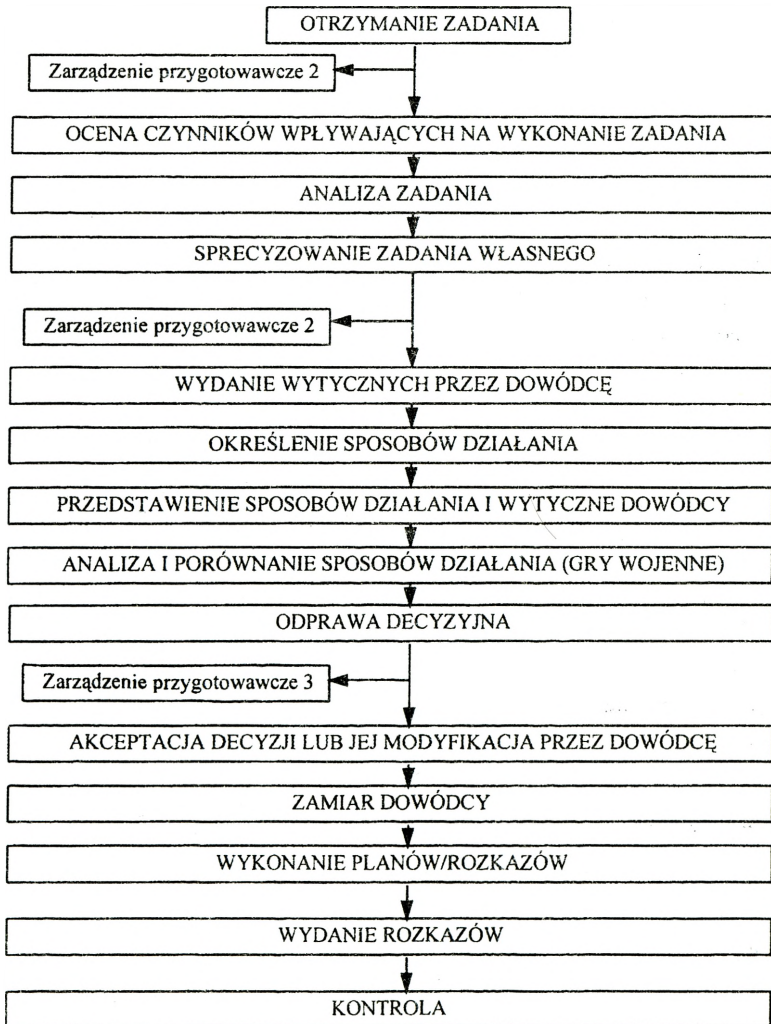 OTRZYMANIE ZADANIA
Zarządzenie przygotowawcze 2
OCENA CZYNNIKÓW WPŁYWAJĄCYCH NA WYKONANIE ZADANIA
ANALIZA ZADANIA
SPRECYZOWANIE ZADANIA WŁASNEGO
Zarządzenie przygotowawcze 2
WYDANIE WYTYCZNYCH PRZEZ DOWÓDCĘ
OKREŚLENIE SPOSOBÓW DZIAŁANIA
PRZEDSTAWIENIE SPOSOBÓW DZIAŁANIA I WYTYCZNE DOWÓDCY
ANALIZA I PORÓWNANIE SPOSOBÓW DZIAŁANIA (GRY WOJENNE)
ODPRAWA DECYZYJNA
Zarządzenie przygotowawcze 3
AKCEPTACJA DECYZJI LUB JEJ MODYFIKACJA PRZEZ DOWÓDCĘ
ZAMIAR DOWÓDCY
WYKONANIE PLANÓW/ROZKAZÓW
WYDANIE ROZKAZÓW
KONTROLA